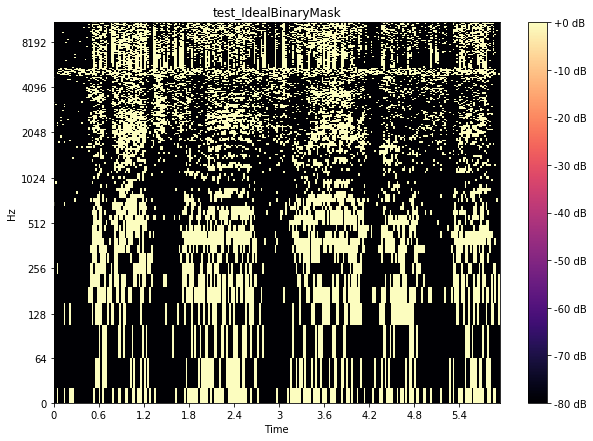 test_IdealBinaryMask
Hz
8192
4096
2048
1024
512
256
128
64
0
0 0.6 1.2 1.8 2.4 3 3.6 4.2 4.8 5.4
Time
+0 dB
-10 dB
-20 dB
-30 dB
-40 dB
-50 dB
-60 dB
-70 dB
-80 dB